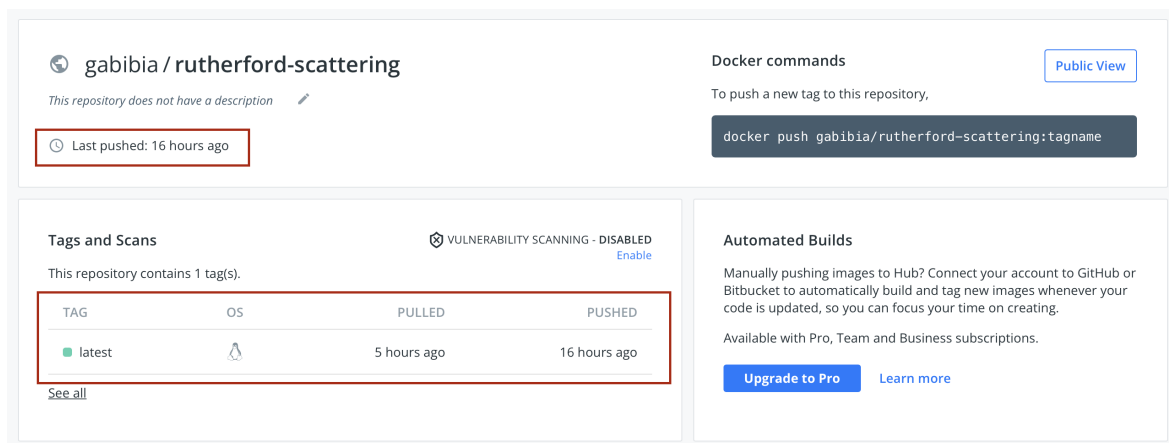 gabibia / rutherford-scattering
This repository does not have a description
Last pushed: 16 hours ago
Docker commands
Public View
To push a new tag to this repository,
docker push gabibia/rutherford-scattering:tagname
Tags and Scans
VULNERABILITY SCANNING - DISABLED
Enable
This repository contains 1 tag(s).
TAG OS PULLED PUSHED
latest 5 hours ago 16 hours ago
See all
Automated Builds
Manually pushing images to Hub? Connect your account to GitHub or
Bitbucket to automatically build and tag new images whenever your
code is updated, so you can focus your time on creating.
Available with Pro, Team and Business subscriptions.
Upgrade to Pro Learn more